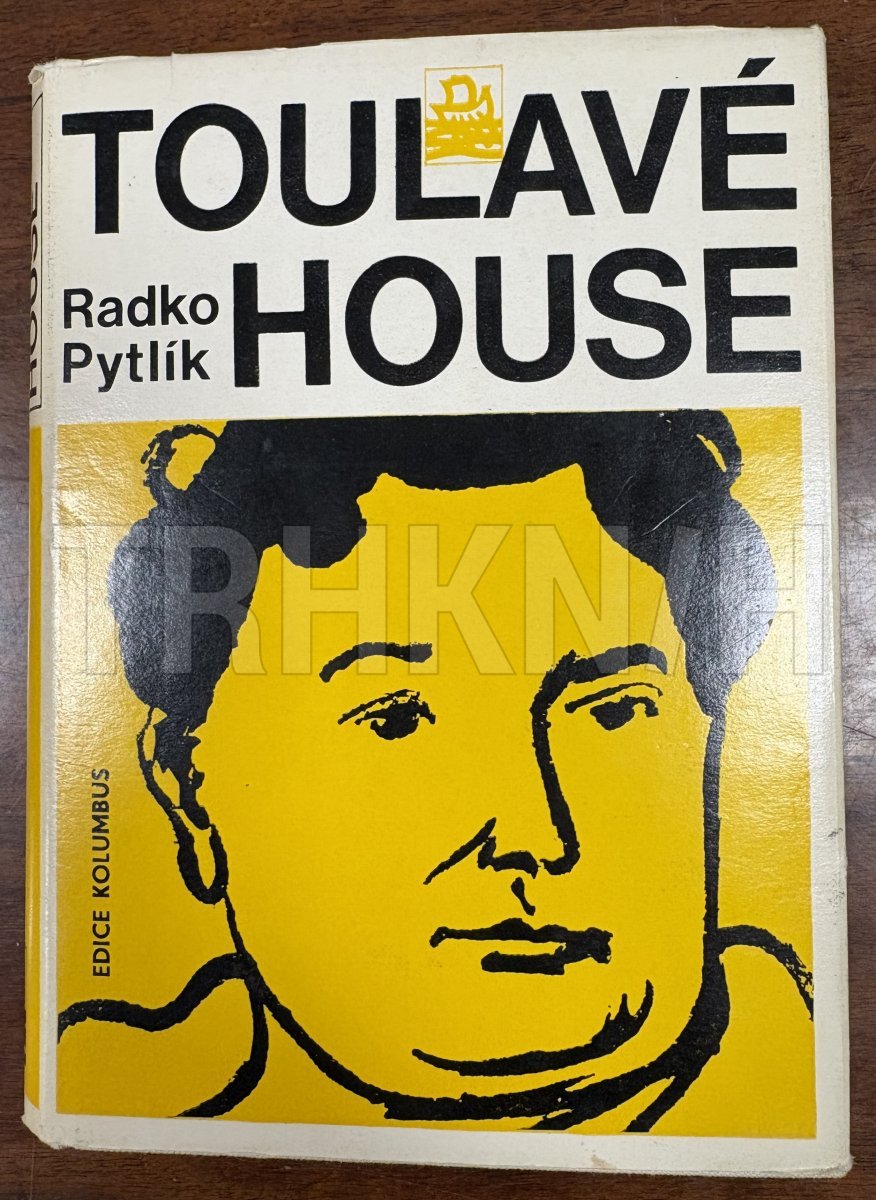 TOULAVÉ
HOUSE
Radko
Pytlík
EDICE KOLUMBUS
HOUSE
TRHKNIH